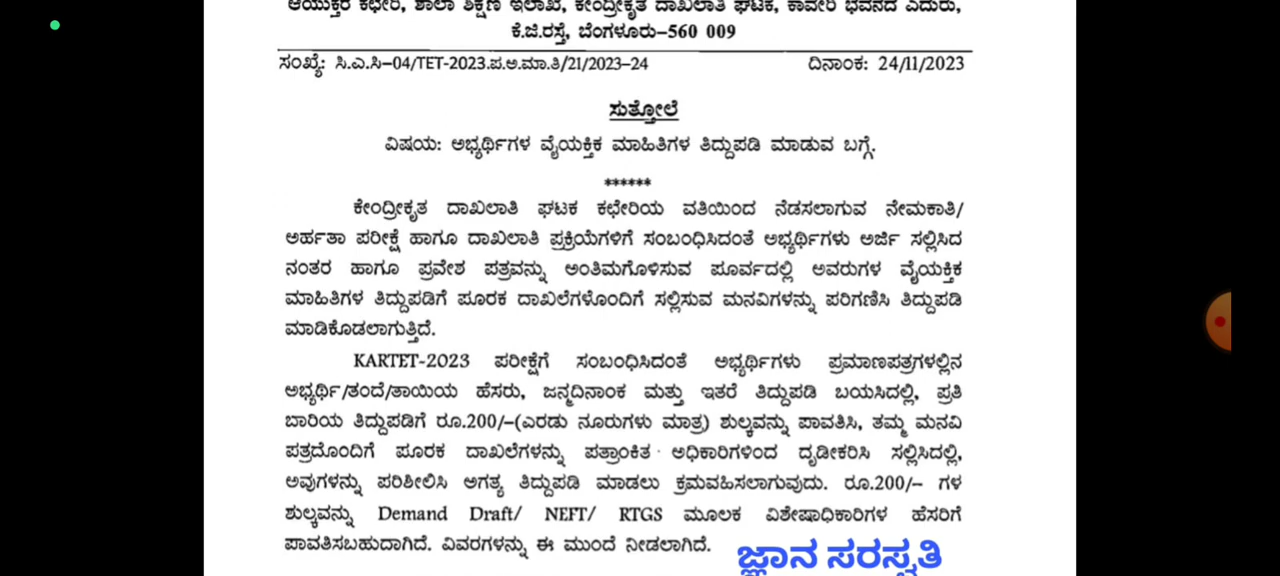 ಆಯುಕ್ತರ ಕಛೇರಿ, ಶಾಲಾ ಶಿಕ್ಷಣ ಇಲಾಖೆ, ಕೇಂದ್ರೀಕೃತ ದಾಖಲಾತಿ ಘಟಕ, ಕಾವೇರಿ ಭವನದ ಎದುರು,
ಕೆ.ಜಿ.ರಸ್ತೆ, ಬೆಂಗಳೂರು-560 009
ಸಂಖ್ಯೆ: ಸಿ.ಎ.ಸಿ-04/TET-2023.ಪ.ಅ.ಮಾ.ತಿ/21/2023-24 ದಿನಾಂಕ: 24/11/2023
ಸುತ್ತೋಲೆ
ವಿಷಯ: ಅಭ್ಯರ್ಥಿಗಳ ವೈಯಕ್ತಿಕ ಮಾಹಿತಿಗಳ ತಿದ್ದುಪಡಿ ಮಾಡುವ ಬಗ್ಗೆ.
******
ಕೇಂದ್ರೀಕೃತ ದಾಖಲಾತಿ ಘಟಕ ಕಛೇರಿಯ ವತಿಯಿಂದ ನೆಡಸಲಾಗುವ ನೇಮಕಾತಿ/
ಅರ್ಹತಾ ಪರೀಕ್ಷೆ ಹಾಗೂ ದಾಖಲಾತಿ ಪ್ರಕ್ರಿಯೆಗಳಿಗೆ ಸಂಬಂಧಿಸಿದಂತೆ ಅಭ್ಯರ್ಥಿಗಳು ಅರ್ಜಿ ಸಲ್ಲಿಸಿದ
ನಂತರ ಹಾಗೂ ಪ್ರವೇಶ ಪತ್ರವನ್ನು ಅಂತಿಮಗೊಳಿಸುವ ಪೂರ್ವದಲ್ಲಿ ಅವರುಗಳ ವೈಯಕ್ತಿಕ
ಮಾಹಿತಿಗಳ ತಿದ್ದುಪಡಿಗೆ ಪೂರಕ ದಾಖಲೆಗಳೊಂದಿಗೆ ಸಲ್ಲಿಸುವ ಮನವಿಗಳನ್ನು ಪರಿಗಣಿಸಿ ತಿದ್ದುಪಡಿ
ಮಾಡಿಕೊಡಲಾಗುತ್ತಿದೆ.
KARTET-2023 ಪರೀಕ್ಷೆಗೆ ಸಂಬಂಧಿಸಿದಂತೆ ಅಭ್ಯರ್ಥಿಗಳು ಪ್ರಮಾಣಪತ್ರಗಳಲ್ಲಿನ
ಅಭ್ಯರ್ಥಿ/ತಂದೆ/ತಾಯಿಯ ಹೆಸರು, ಜನ್ಮದಿನಾಂಕ ಮತ್ತು ಇತರೆ ತಿದ್ದುಪಡಿ ಬಯಸಿದಲ್ಲಿ, ಪ್ರತಿ
ಬಾರಿಯ ತಿದ್ದುಪಡಿಗೆ ರೂ.200/-(ಎರಡು ನೂರುಗಳು ಮಾತ್ರ) ಶುಲ್ಕವನ್ನು ಪಾವತಿಸಿ, ತಮ್ಮ ಮನವಿ
ಪತ್ರದೊಂದಿಗೆ ಪೂರಕ ದಾಖಲೆಗಳನ್ನು ಪತ್ರಾಂಕಿತ ಅಧಿಕಾರಿಗಳಿಂದ ದೃಡೀಕರಿಸಿ ಸಲ್ಲಿಸಿದಲ್ಲಿ,
ಅವುಗಳನ್ನು ಪರಿಶೀಲಿಸಿ ಅಗತ್ಯ ತಿದ್ದುಪಡಿ ಮಾಡಲು ಕ್ರಮವಹಿಸಲಾಗುವುದು. ರೂ.200/- ಗಳ
ಶುಲ್ಕವನ್ನು Demand Draft/ NEFT/ RTGS ಮೂಲಕ ವಿಶೇಷಾಧಿಕಾರಿಗಳ ಹೆಸರಿಗೆ
ಪಾವತಿಸಬಹುದಾಗಿದೆ. ವಿವರಗಳನ್ನು ಈ ಮುಂದೆ ನೀಡಲಾಗಿದೆ.
ಜ್ಞಾನ ಸರಸ್ವತಿ